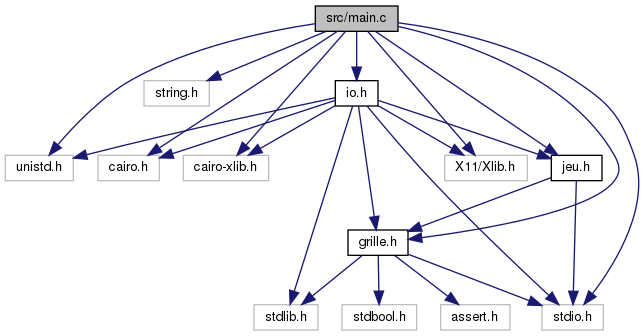 src/main.c
string.h
io.h
unistd.h
cairo.h
cairo-xlib.h
X11/Xlib.h
jeu.h
grille.h
stdlib.h
stdbool.h
assert.h
stdio.h